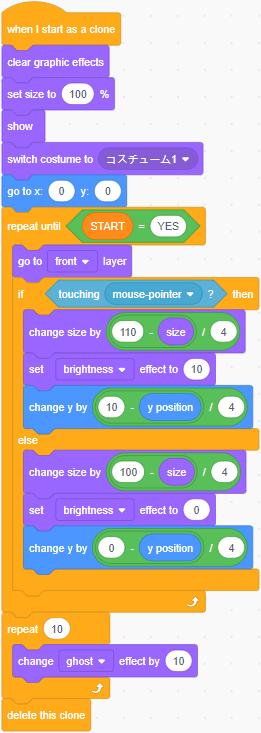 when I start as a clone
clear graphic effects
set size to 100 %
show
switch costume to コスチューム1
go to x: 0 y: 0
repeat until START = YES
go to front layer
if touching mouse-pointer ? then
change size by 110 - size / 4
set brightness effect to 10
change y by 10 - y position / 4
else
change size by 100 - size / 4
set brightness effect to 0
change y by 0 - y position / 4
repeat 10
change ghost effect by 10
delete this clone